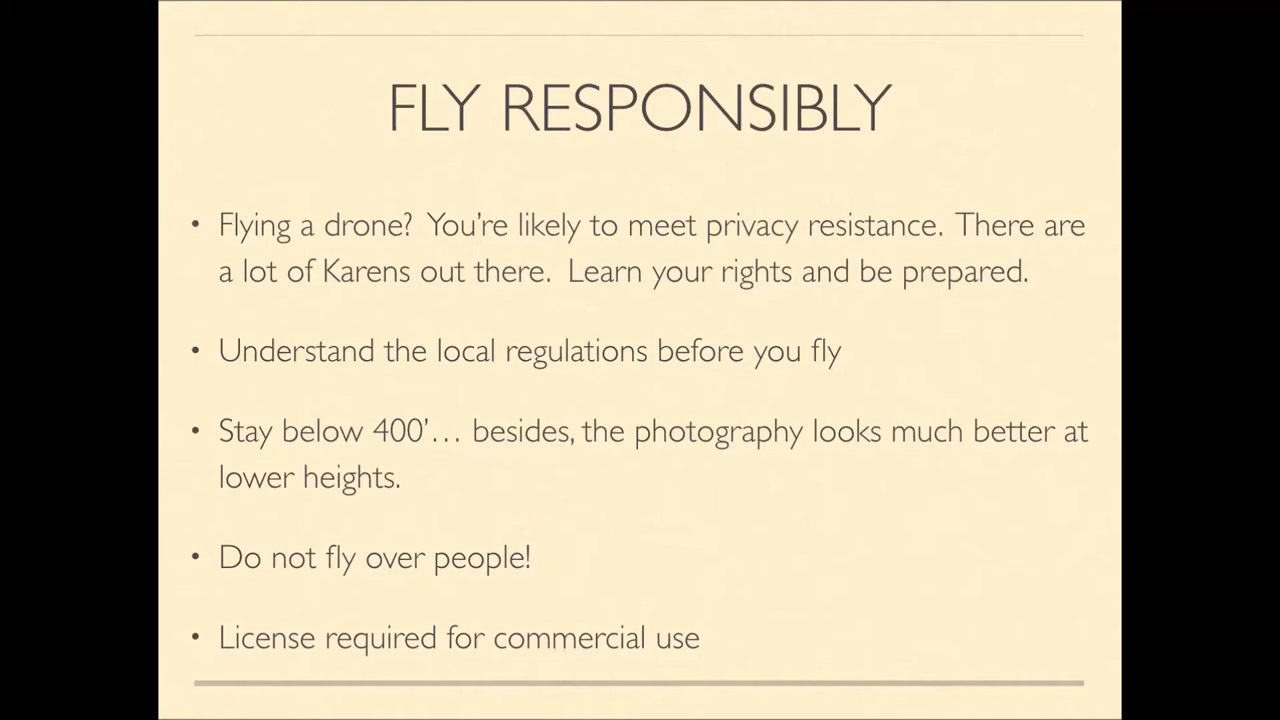 FLY RESPONSIBLY
• Flying a drone?  You're likely to meet privacy resistance.  There are
a lot of Karens out there.  Learn your rights and be prepared.
• Understand the local regulations before you fly
• Stay below 400'… besides, the photography looks much better at
lower heights.
• Do not fly over people!
• License required for commercial use